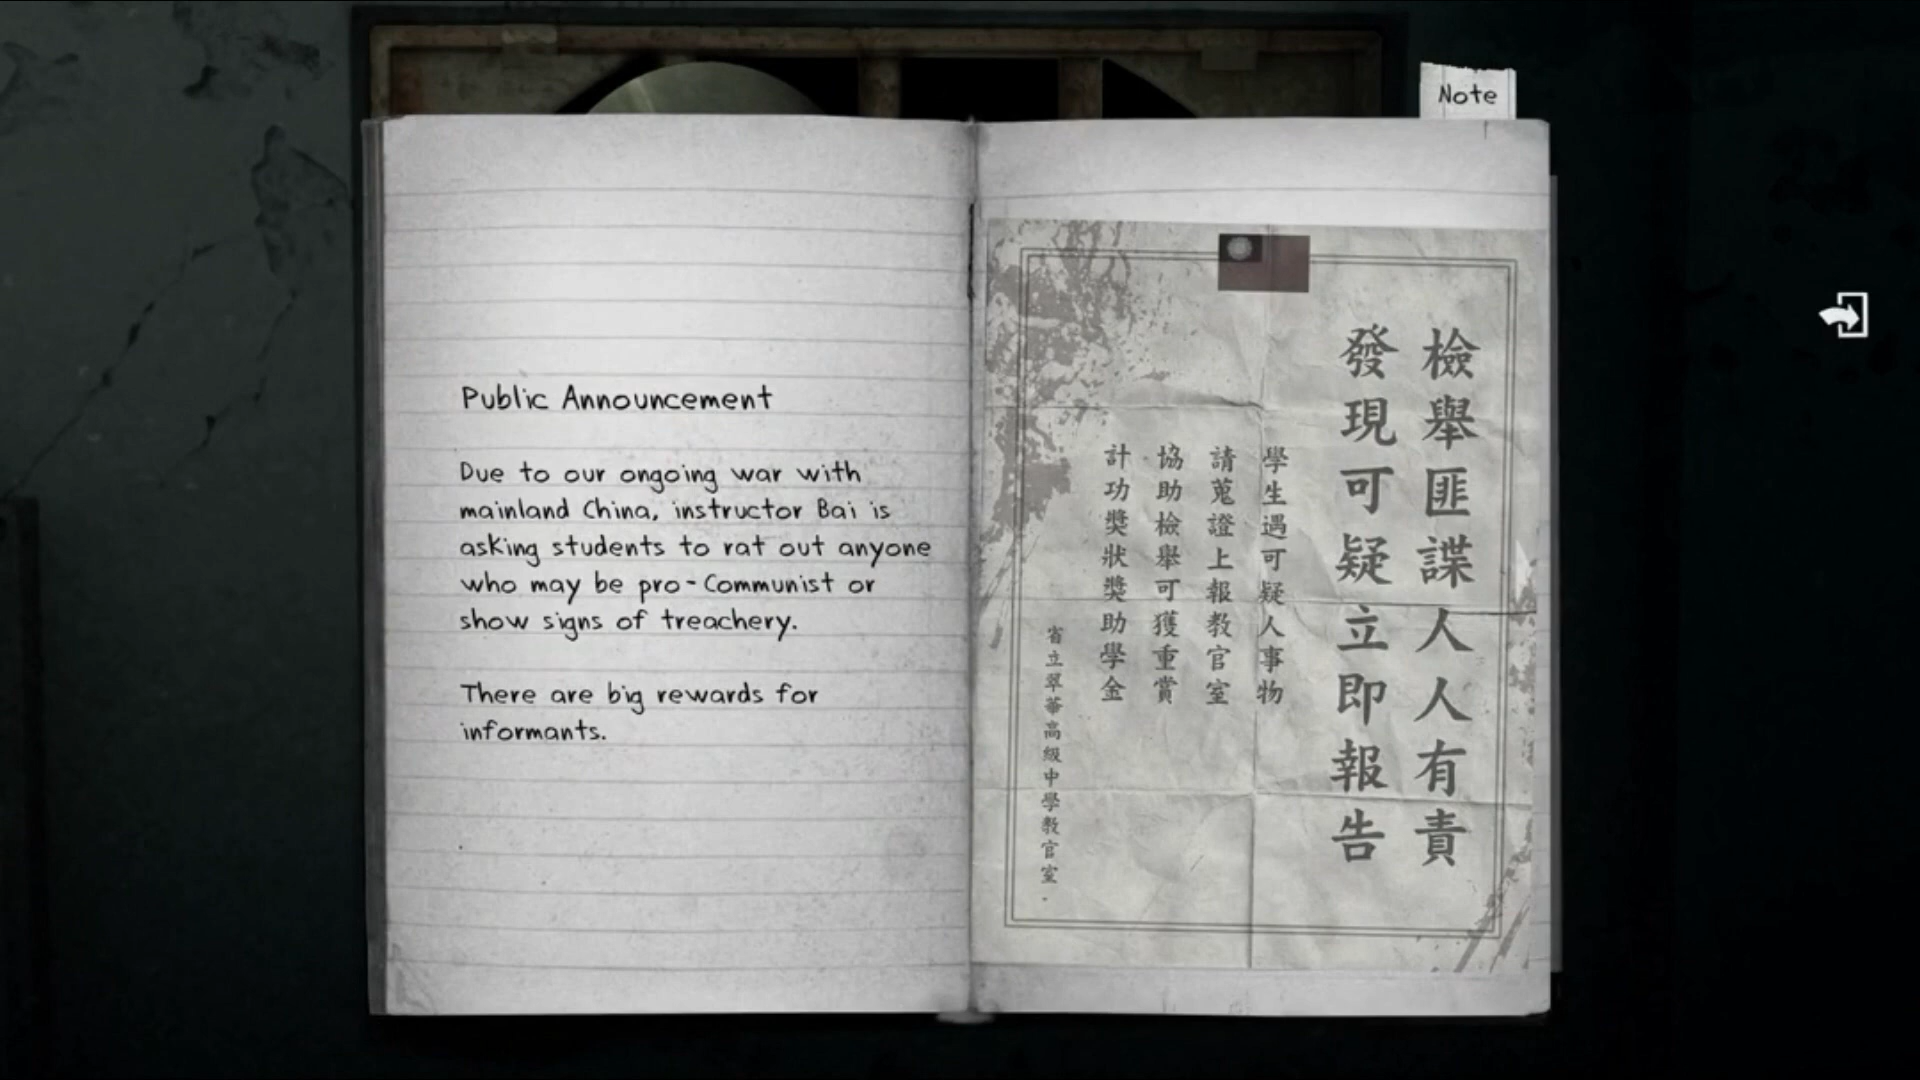 Note
Public Announcement
Due to our ongoing war with
mainland China, instructor Bai is
asking students to rat out anyone
who may be pro-Communist or
show signs of treachery.
There are big rewards for
informants.
檢舉匪諜人人有責
發現可疑立即報告
學生遇可疑人事物
請蒐證上報教官室
協助檢舉可獲重賞
計功獎狀獎助學金
省立翠華高級中學教官室